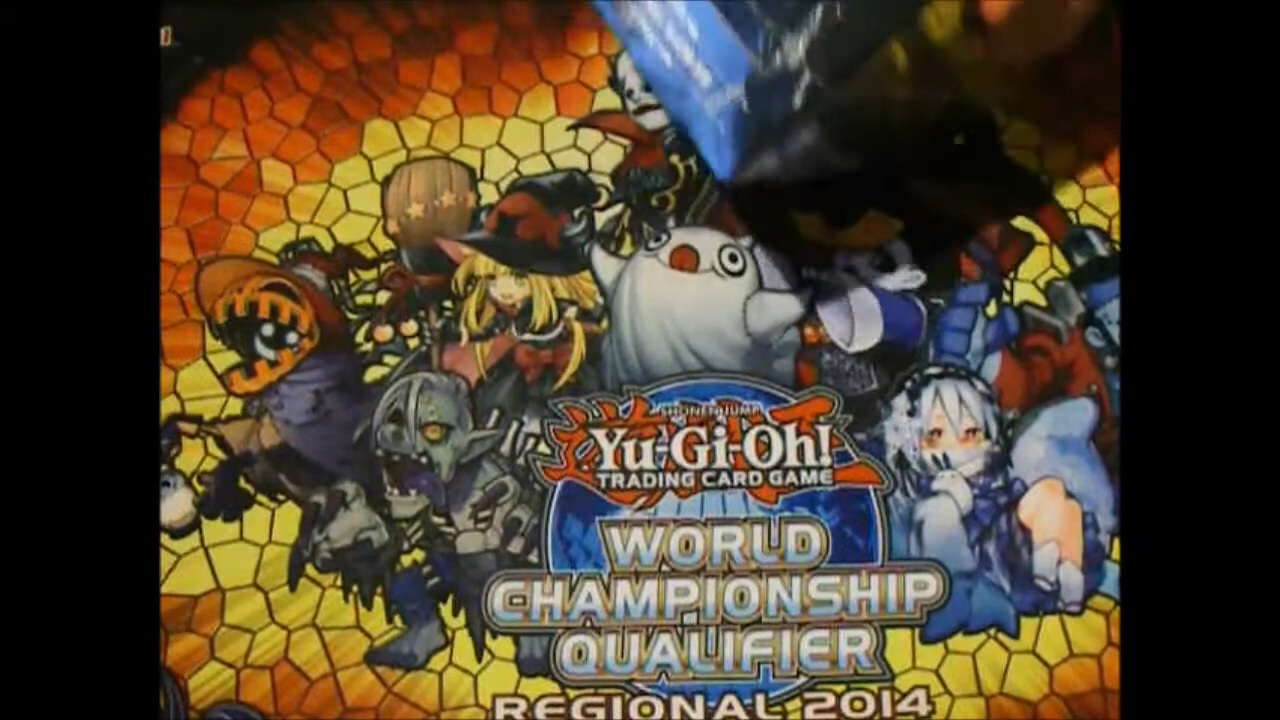 SHONEN JUMP
Yu-Gi-Oh!
TRADING CARD GAME
WORLD
CHAMPIONSHIP
QUALIFIER
REGIONAL 2014